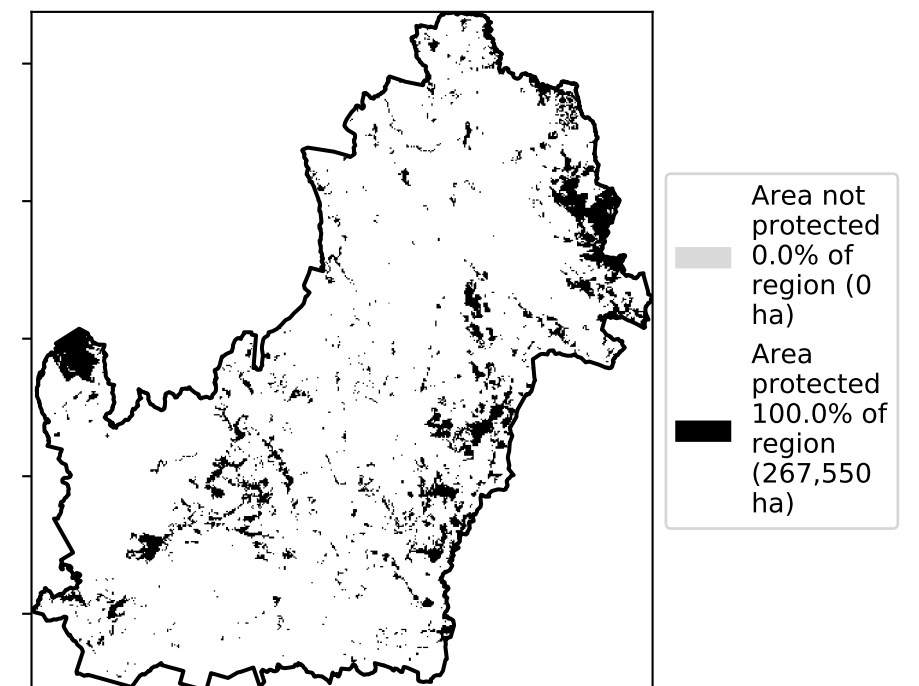 Area not
protected
0.0% of
region (0
ha)
Area
protected
100.0% of
region
(267,550
ha)